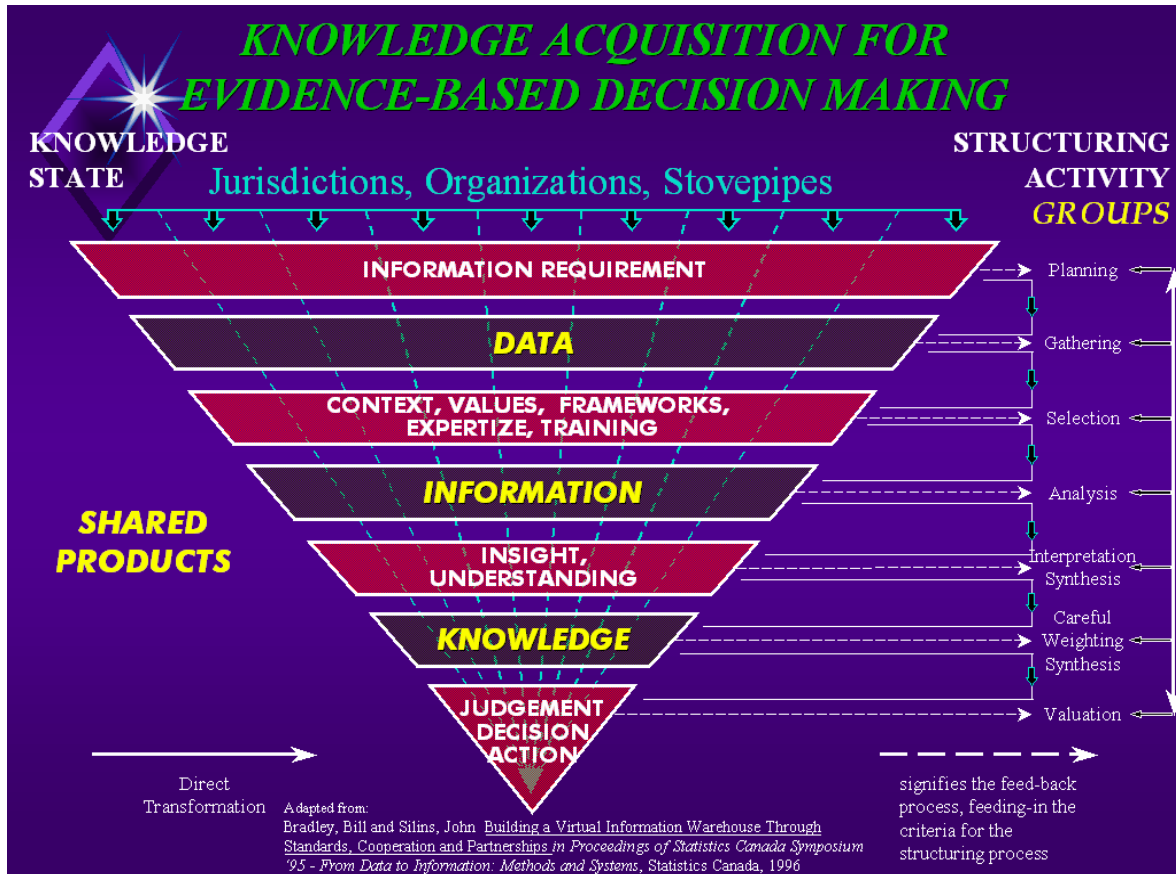 KNOWLEDGE ACQUISITION FOR
EVIDENCE-BASED DECISION MAKING
KNOWLEDGE
STATE
STRUCTURING
ACTIVITY
GROUPS
Jurisdictions, Organizations, Stovepipes
INFORMATION REQUIREMENT
Planning
DATA
Gathering
CONTEXT, VALUES, FRAMEWORKS,
EXPERTIZE, TRAINING
Selection
INFORMATION
Analysis
SHARED
PRODUCTS
INSIGHT,
UNDERSTANDING
Interpretation
Synthesis
KNOWLEDGE
Careful
Weighting
Synthesis
JUDGEMENT
DECISION
ACTION
Valuation
Direct
Transformation
signifies the feed-back
process, feeding-in the
criteria for the
structuring process
Adapted from:
Bradley, Bill and Silins, John Building a Virtual Information Warehouse Through
Standards, Cooperation and Partnerships in Proceedings of Statistics Canada Symposium
'95 - From Data to Information: Methods and Systems, Statistics Canada, 1996